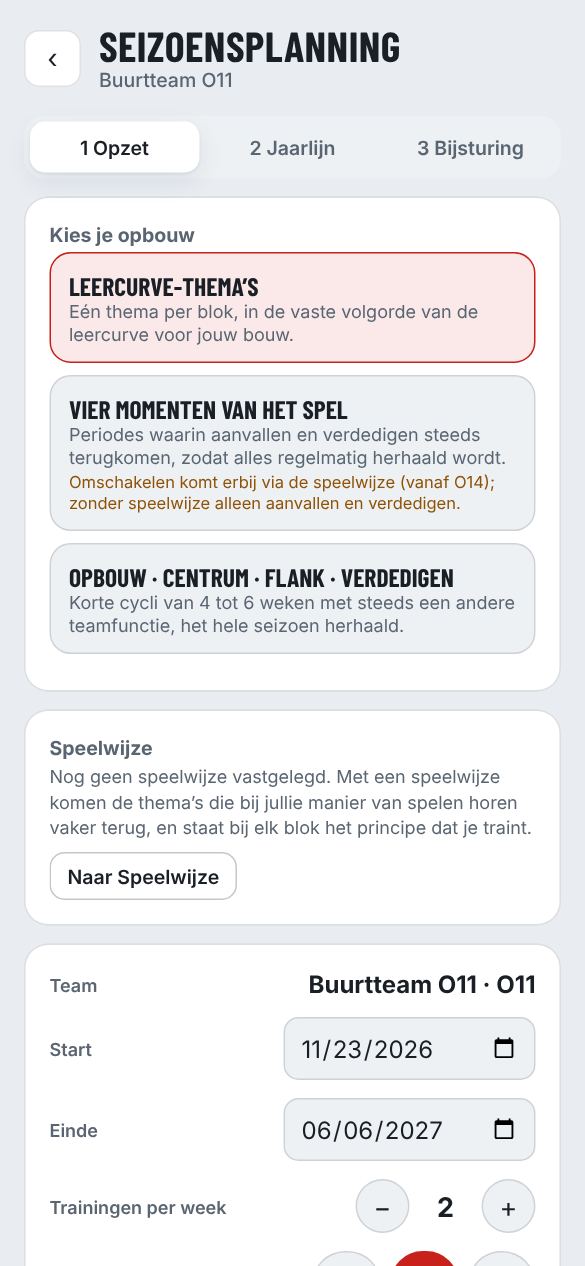 ‹
SEIZOENSPLANNING
Buurtteam O11
1 Opzet
2 Jaarlijn
3 Bijsturing
Kies je opbouw
LEERCURVE-THEMA’S
Eén thema per blok, in de vaste volgorde van de
leercurve voor jouw bouw.
VIER MOMENTEN VAN HET SPEL
Periodes waarin aanvallen en verdedigen steeds
terugkomen, zodat alles regelmatig herhaald wordt.
Omschakelen komt erbij via de speelwijze (vanaf O14);
zonder speelwijze alleen aanvallen en verdedigen.
OPBOUW · CENTRUM · FLANK · VERDEDIGEN
Korte cycli van 4 tot 6 weken met steeds een andere
teamfunctie, het hele seizoen herhaald.
Speelwijze
Nog geen speelwijze vastgelegd. Met een speelwijze
komen de thema’s die bij jullie manier van spelen horen
vaker terug, en staat bij elk blok het principe dat je traint.
Naar Speelwijze
Team
Buurtteam O11 · O11
Start
11/23/2026
Einde
06/06/2027
Trainingen per week
−
2
+